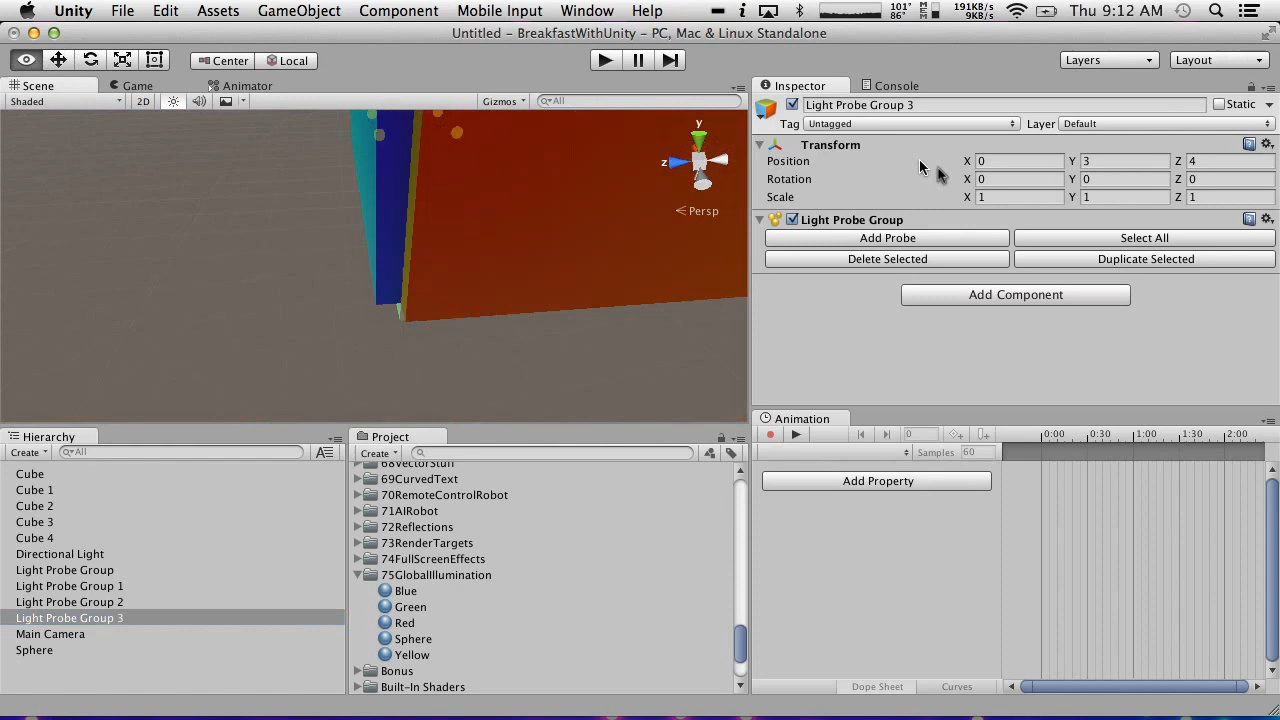 Unity File Edit Assets GameObject Component Mobile Input Window Help 101° 86° 191KB/s 9KB/s Thu 9:12 AM
Untitled - BreakfastWithUnity - PC, Mac & Linux Standalone
Center Local Layers Layout
Scene Game Animator
Shaded 2D Gizmos All
y
z
Persp
Inspector Console
Light Probe Group 3 Static
Tag Untagged Layer Default
Transform
Position X 0 Y 3 Z 4
Rotation X 0 Y 0 Z 0
Scale X 1 Y 1 Z 1
Light Probe Group
Add Probe Select All
Delete Selected Duplicate Selected
Add Component
Hierarchy
Create All
Cube
Cube 1
Cube 2
Cube 3
Cube 4
Directional Light
Light Probe Group
Light Probe Group 1
Light Probe Group 2
Light Probe Group 3
Main Camera
Sphere
Project
Create
68VectorStuff
69CurvedText
70RemoteControlRobot
71AIRobot
72Reflections
73RenderTargets
74FullScreenEffects
75GlobalIllumination
Blue
Green
Red
Sphere
Yellow
Bonus
Built-In Shaders
Animation
0 0:00 0:30 1:00 1:30 2:00
Samples 60
Add Property
Dope Sheet Curves